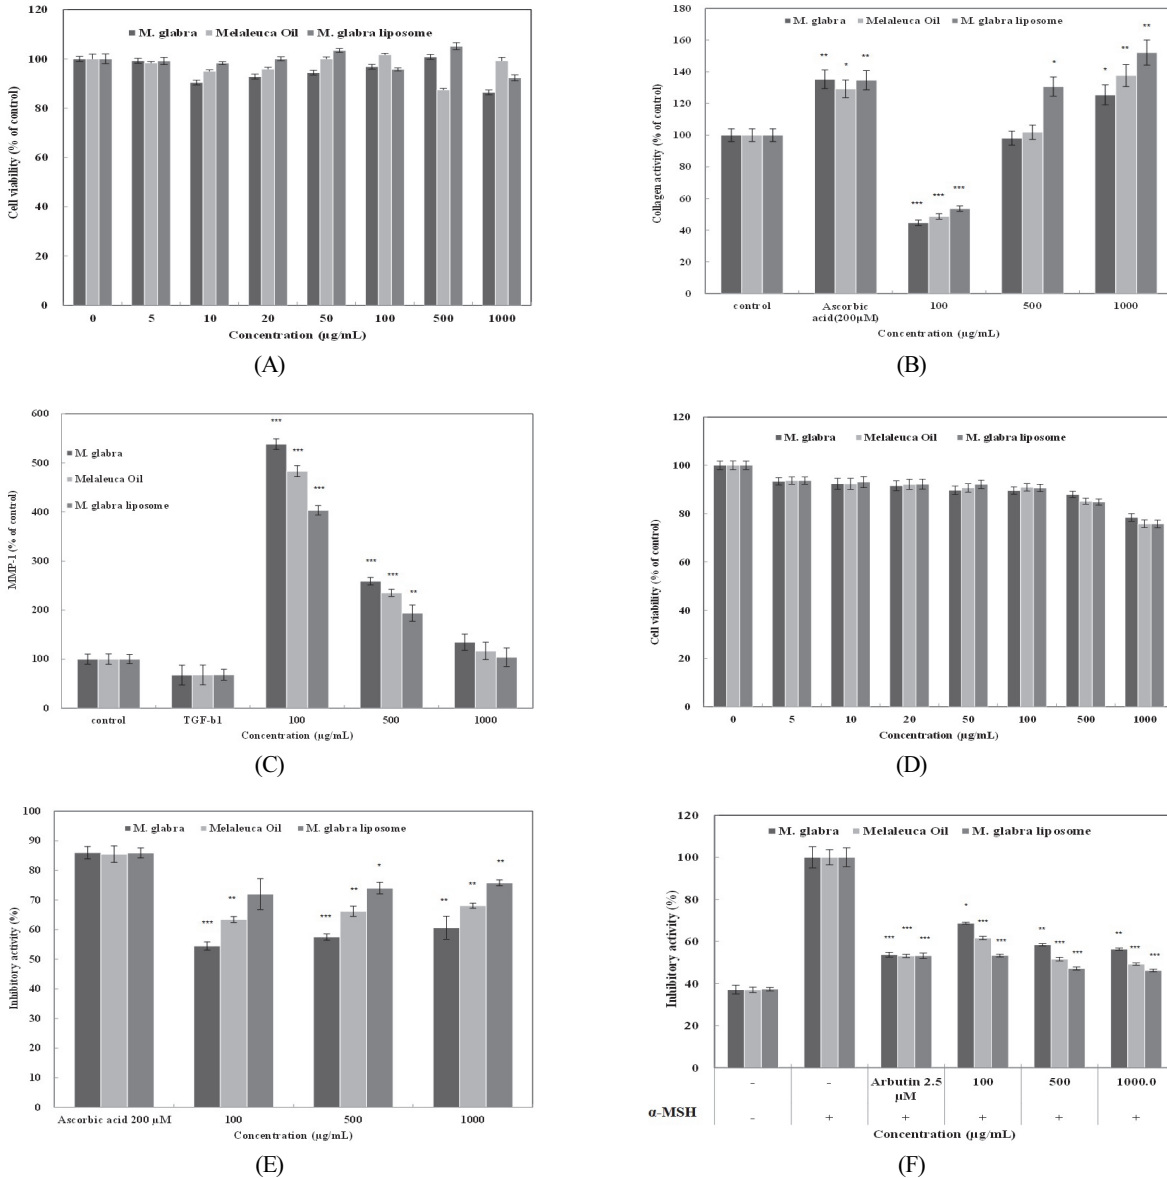 120
100
80
60
40
20
0
Cell viability (% of control)
M. glabra Melaleuca Oil M. glabra liposome
0 5 10 20 50 100 500 1000
Concentration (µg/mL)
(A)
180
160
140
120
100
80
60
40
20
0
Collagen activity (% of control)
M. glabra Melaleuca Oil M. glabra liposome
** * **
*** *** ***
*
* ** **
control Ascorbic acid(200µM) 100 500 1000
Concentration (µg/mL)
(B)
600
500
400
300
200
100
0
MMP-1 (% of control)
M. glabra
Melaleuca Oil
M. glabra liposome
*** *** ***
*** *** **
control TGF-b1 100 500 1000
Concentration (µg/mL)
(C)
120
100
80
60
40
20
0
Cell viability (% of control)
M. glabra Melaleuca Oil M. glabra liposome
0 5 10 20 50 100 500 1000
Concentration (µg/mL)
(D)
100
90
80
70
60
50
40
30
20
10
0
Inhibitory activity (%)
M. glabra Melaleuca Oil M. glabra liposome
*** **
*** ** *
** ** **
Ascorbic acid 200 µM 100 500 1000
Concentration (µg/mL)
(E)
120
100
80
60
40
20
0
Inhibitory activity (%)
M. glabra Melaleuca Oil M. glabra liposome
*** *** ***
* *** ***
** *** ***
** *** ***
- - Arbutin 2.5 100 500 1000.0
µM
α-MSH - + + + + +
Concentration (µg/mL)
(F)